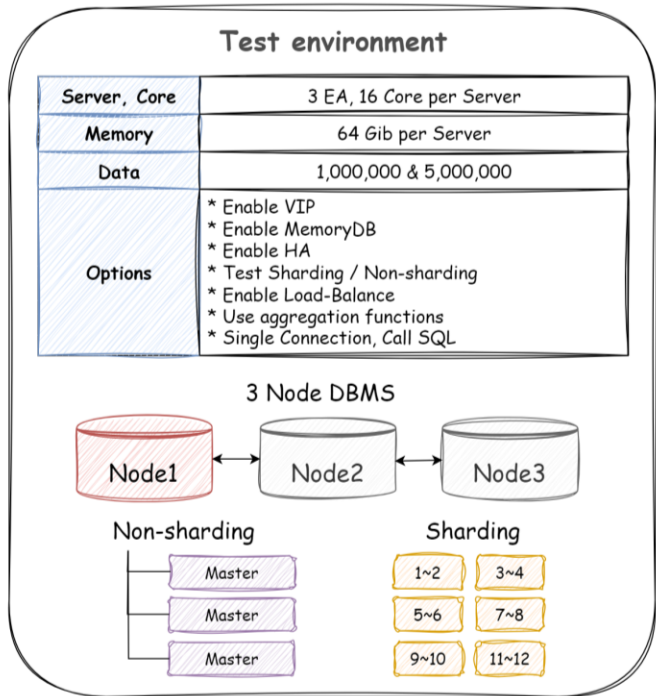 Test environment
Server, Core
3 EA, 16 Core per Server
Memory
64 Gib per Server
Data
1,000,000 & 5,000,000
Options
* Enable VIP
* Enable MemoryDB
* Enable HA
* Test Sharding / Non-sharding
* Enable Load-Balance
* Use aggregation functions
* Single Connection, Call SQL
3 Node DBMS
Node1
Node2
Node3
Non-sharding
Master
Master
Master
Sharding
1~2
3~4
5~6
7~8
9~10
11~12